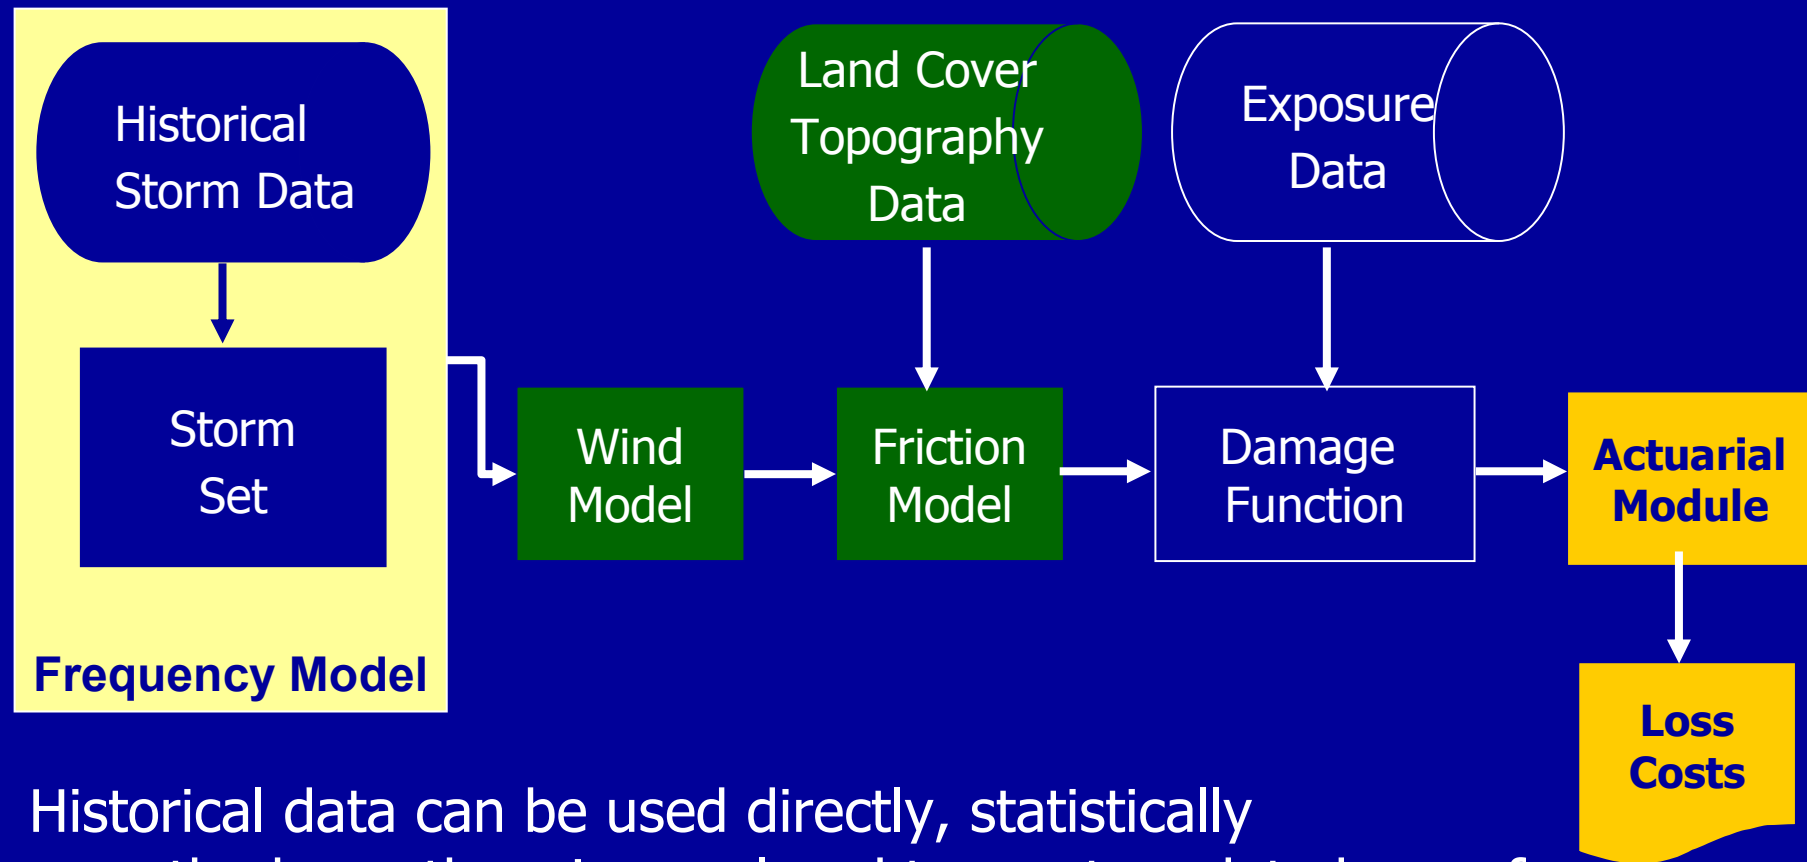 Historical
Storm Data
Storm
Set
Frequency Model
Land Cover
Topography
Data
Exposure
Data
Wind
Model
Friction
Model
Damage
Function
Actuarial
Module
Loss
Costs
Historical data can be used directly, statistically